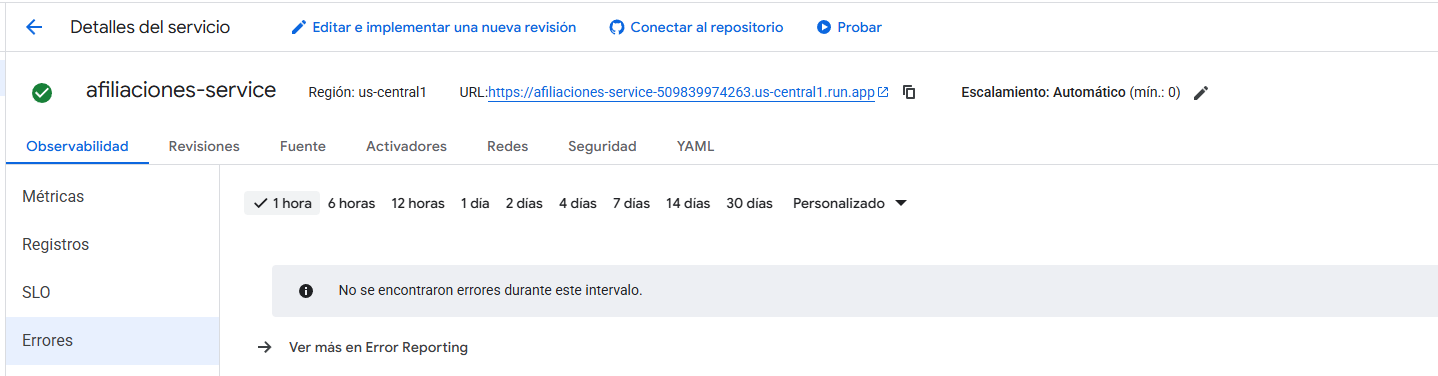 Detalles del servicio Editar e implementar una nueva revisión Conectar al repositorio Probar
afiliaciones-service Región: us-central1 URL:https://afiliaciones-service-509839974263.us-central1.run.app Escalamiento: Automático (mín.: 0)
Observabilidad Revisiones Fuente Activadores Redes Seguridad YAML
Métricas
Registros
SLO
Errores
1 hora 6 horas 12 horas 1 día 2 días 4 días 7 días 14 días 30 días Personalizado
No se encontraron errores durante este intervalo.
Ver más en Error Reporting